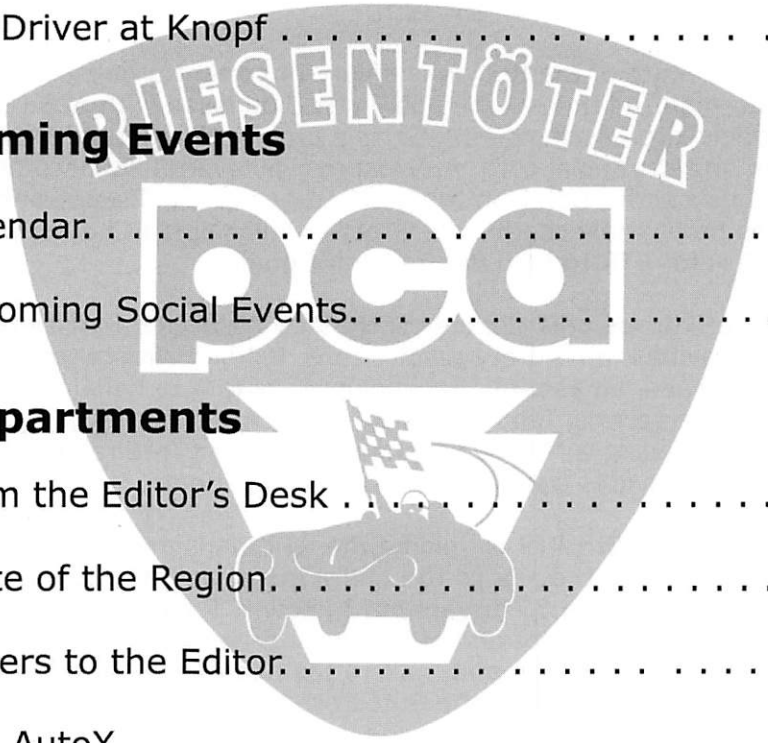 Driver at Knopf . . . . . . . . . . . . . . . . . . . . .
RIESENTÖTER
ming Events
endar. . . . . . . . . . . . . . . . . . . . . . . . . . . . . .
pca
oming Social Events. . . . . . . . . . . . . . . . . .
partments
m the Editor's Desk . . . . . . . . . . . . . . . . . .
te of the Region. . . . . . . . . . . . . . . . . . . . . .
ers to the Editor. . . . . . . . . . . . . . . . . . . . .
AutoX